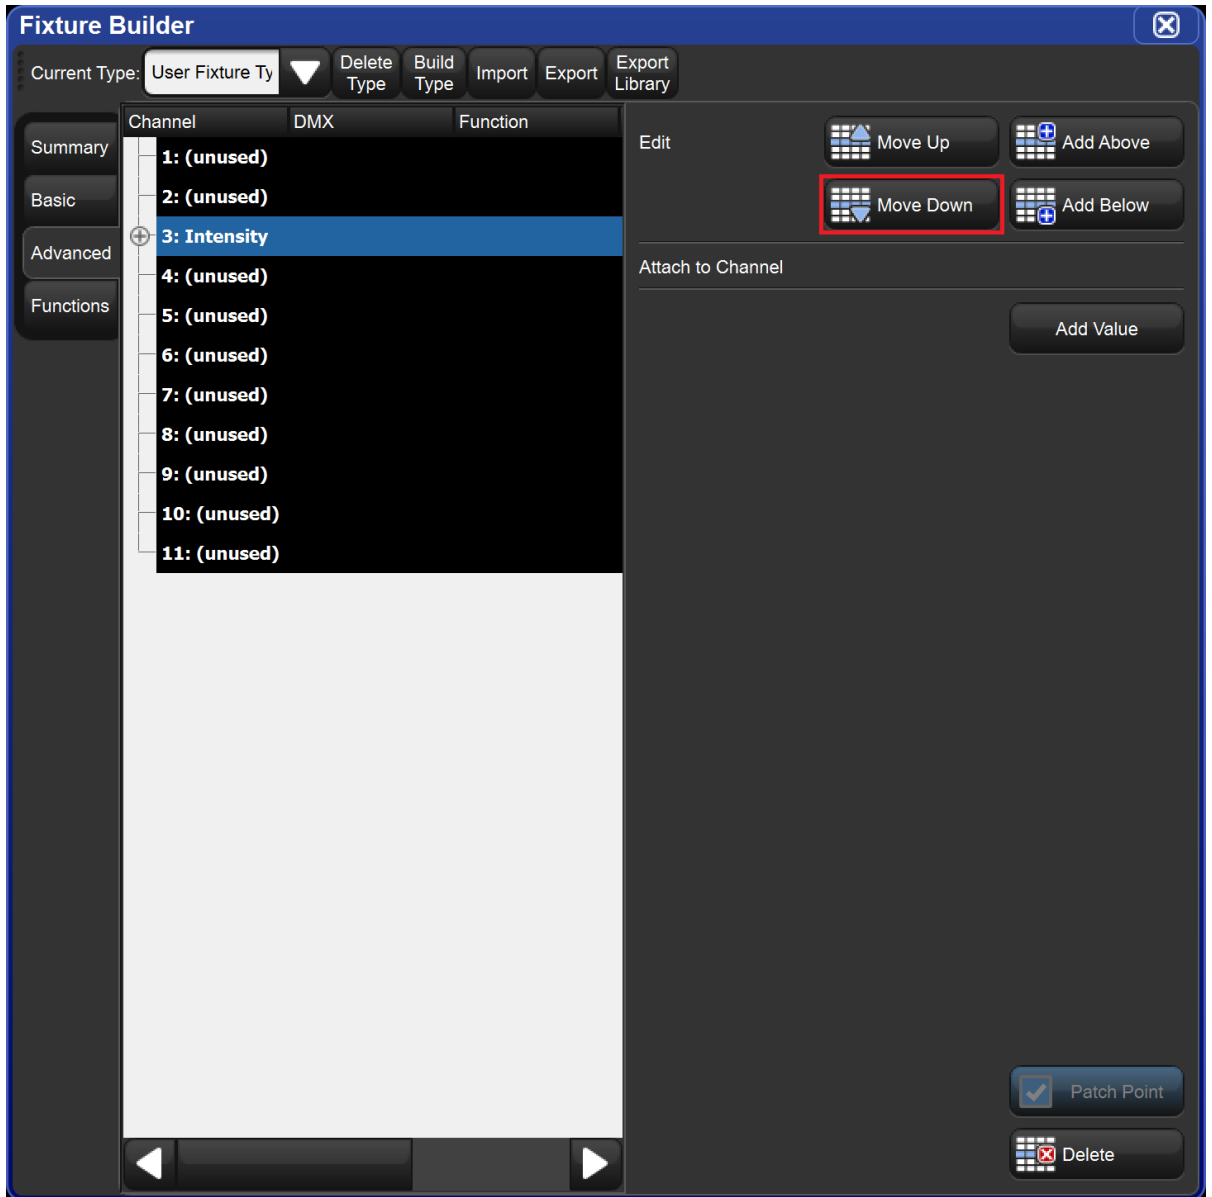 Fixture Builder
Current Type: User Fixture Ty
Delete Type
Build Type
Import
Export
Export Library
Summary
Basic
Advanced
Functions
Channel DMX Function
1: (unused)
2: (unused)
3: Intensity
4: (unused)
5: (unused)
6: (unused)
7: (unused)
8: (unused)
9: (unused)
10: (unused)
11: (unused)
Edit
Move Up
Add Above
Move Down
Add Below
Attach to Channel
Add Value
Patch Point
Delete